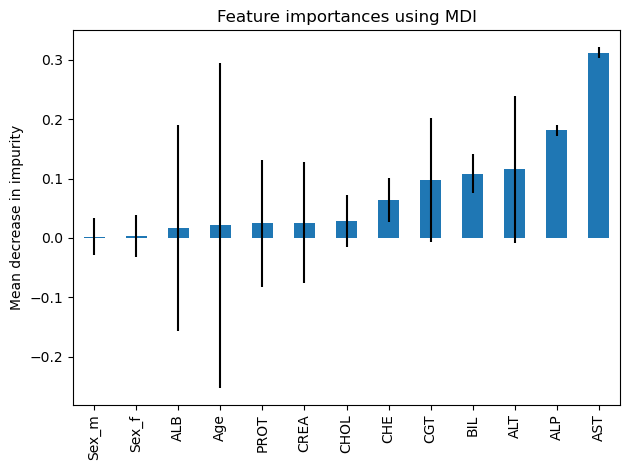 Feature importances using MDI
Mean decrease in impurity
0.3
0.2
0.1
0.0
−0.1
−0.2
Sex_m
Sex_f
ALB
Age
PROT
CREA
CHOL
CHE
CGT
BIL
ALT
ALP
AST